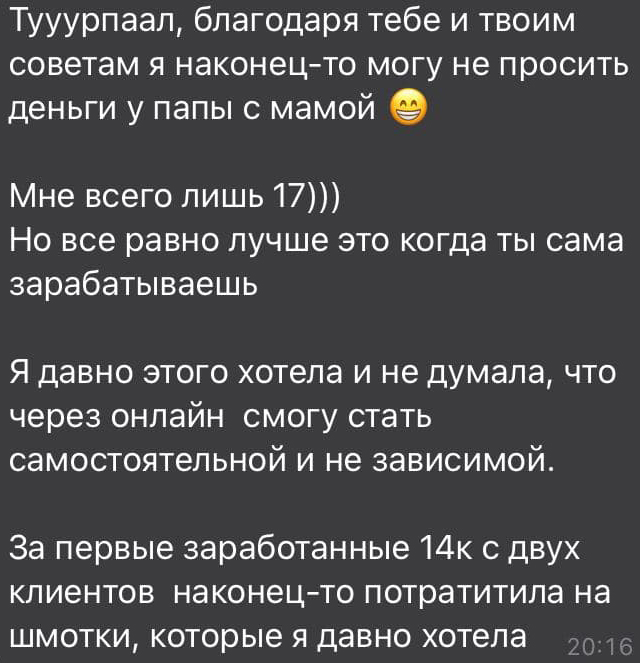 Тууурпаал, благодаря тебе и твоим
советам я наконец-то могу не просить
деньги у папы с мамой 😁
Мне всего лишь 17)))
Но все равно лучше это когда ты сама
зарабатываешь
Я давно этого хотела и не думала, что
через онлайн смогу стать
самостоятельной и не зависимой.
За первые заработанные 14к с двух
клиентов наконец-то потратитила на
шмотки, которые я давно хотела
20:16